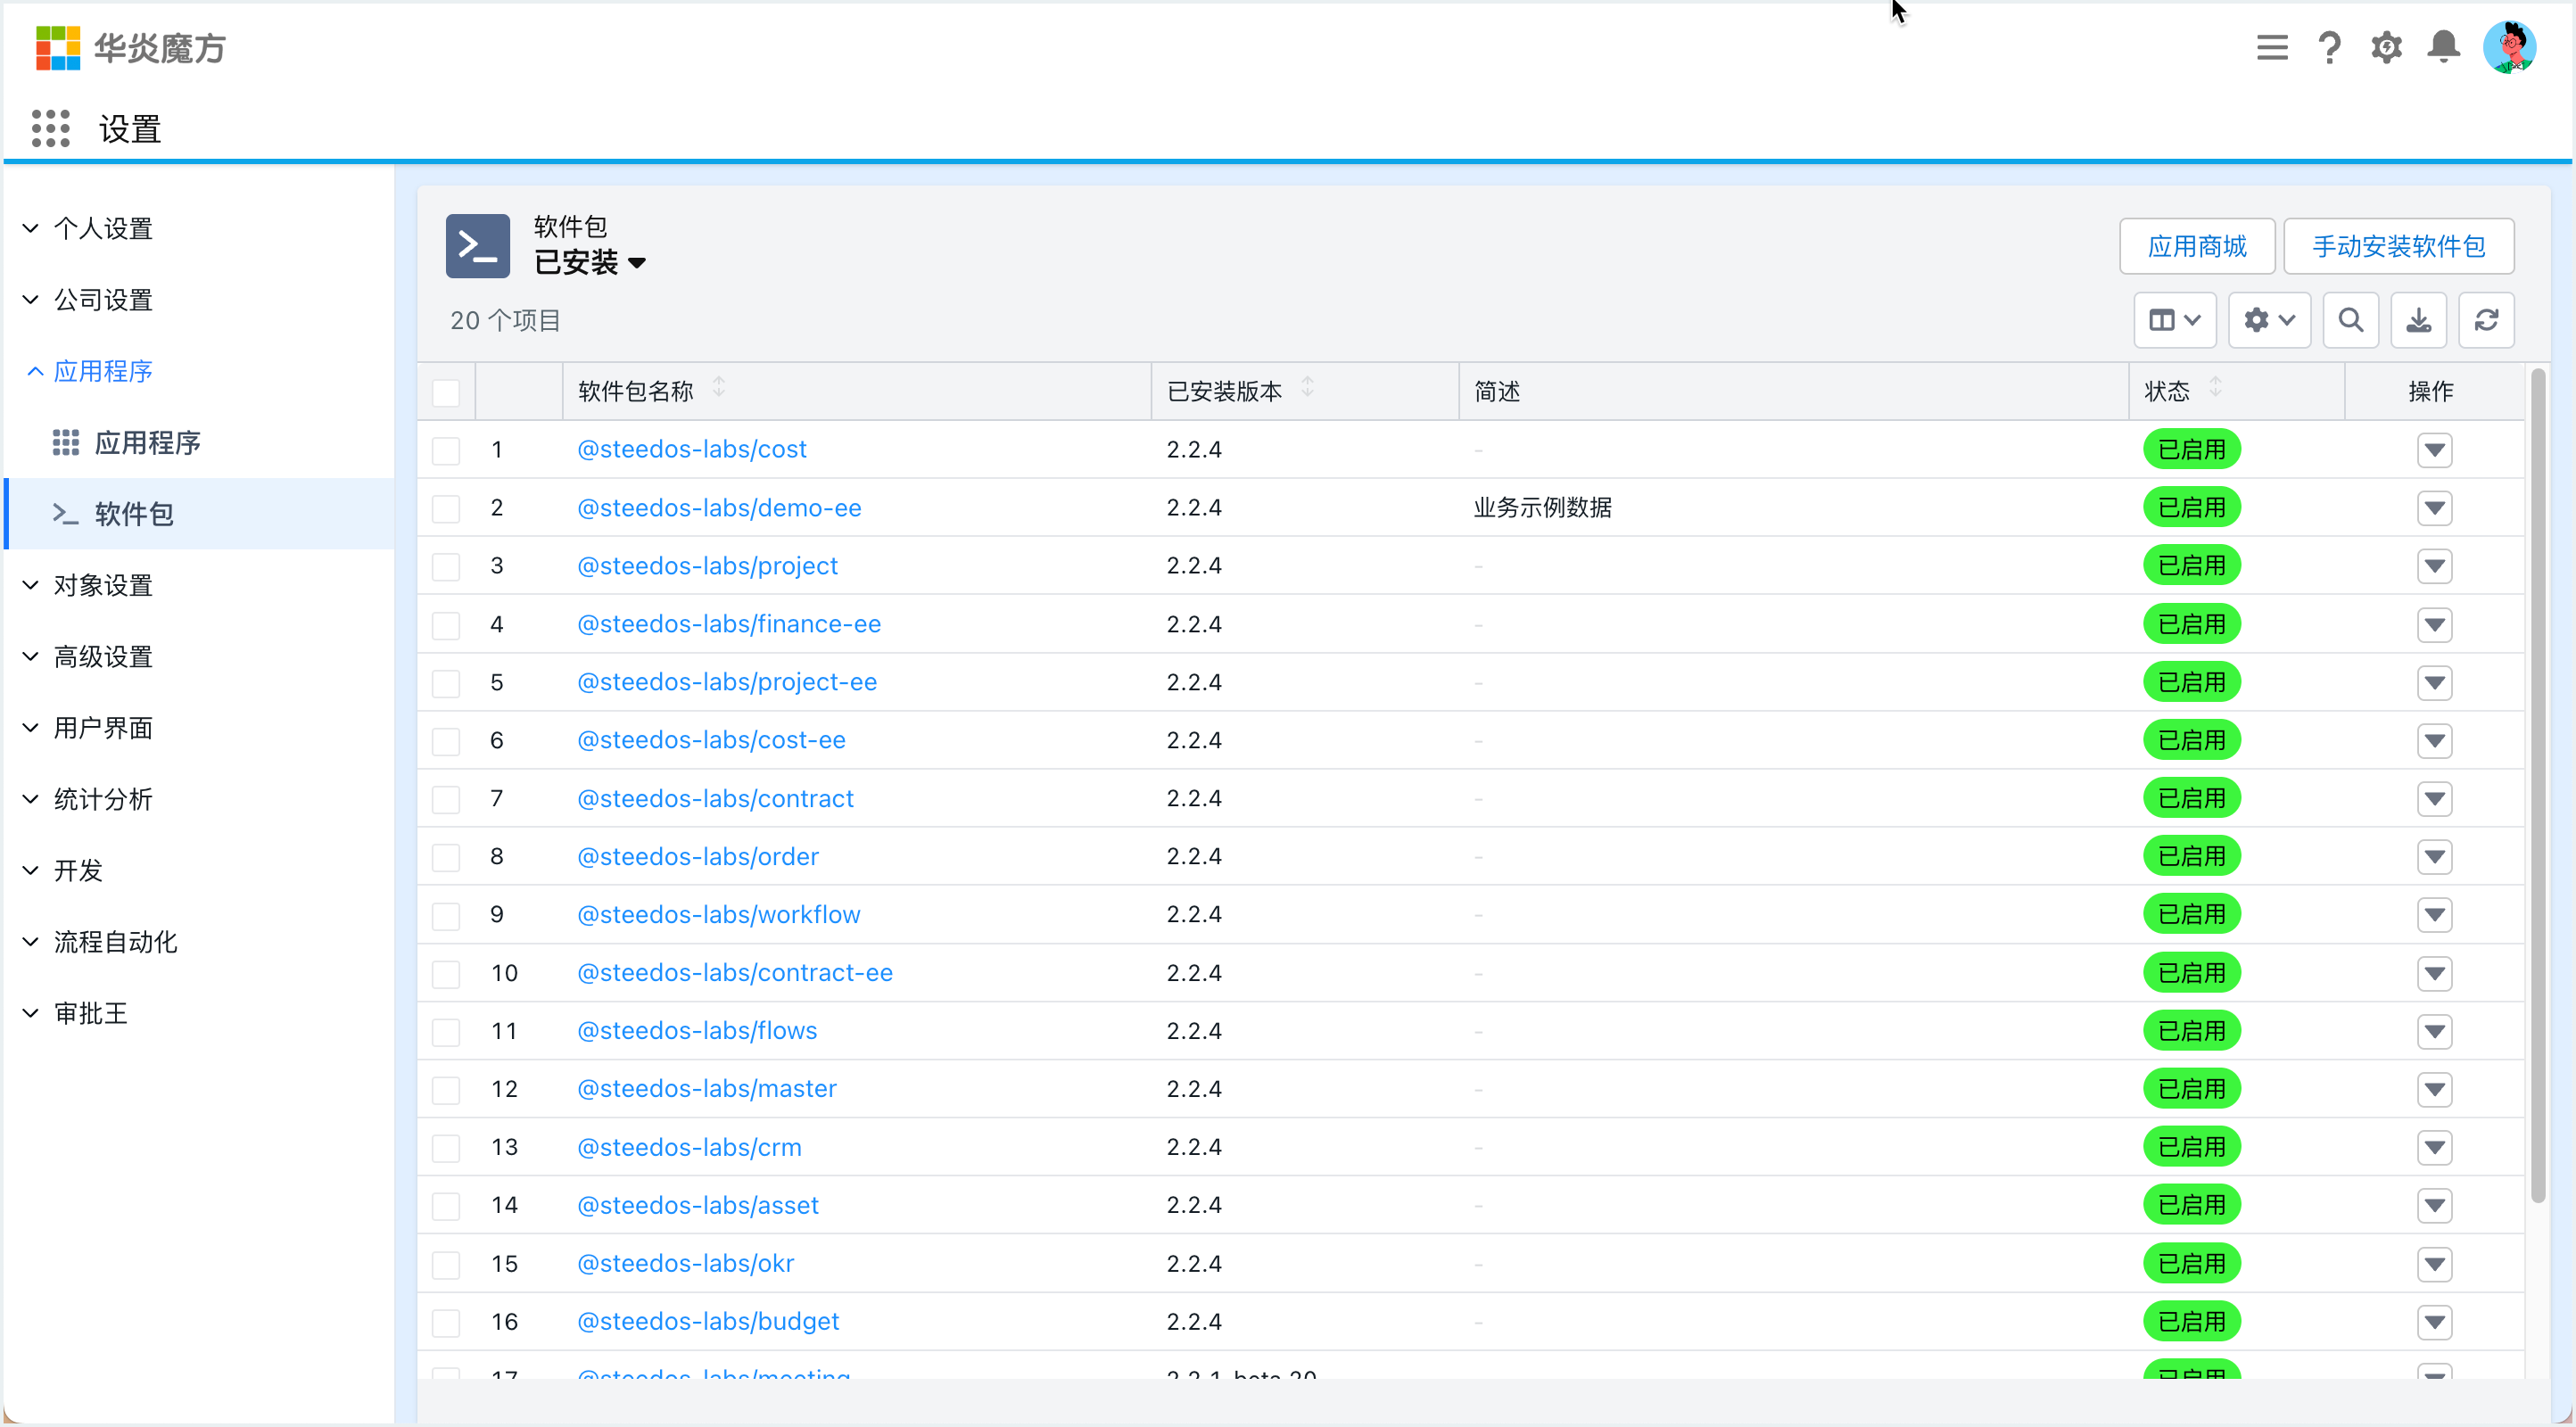 华炎魔方
设置
个人设置
公司设置
应用程序
应用程序
软件包
对象设置
高级设置
用户界面
统计分析
开发
流程自动化
审批王
软件包
已安装
应用商城 手动安装软件包
20 个项目
软件包名称 已安装版本 简述 状态 操作
1 @steedos-labs/cost 2.2.4 - 已启用
2 @steedos-labs/demo-ee 2.2.4 业务示例数据 已启用
3 @steedos-labs/project 2.2.4 - 已启用
4 @steedos-labs/finance-ee 2.2.4 - 已启用
5 @steedos-labs/project-ee 2.2.4 - 已启用
6 @steedos-labs/cost-ee 2.2.4 - 已启用
7 @steedos-labs/contract 2.2.4 - 已启用
8 @steedos-labs/order 2.2.4 - 已启用
9 @steedos-labs/workflow 2.2.4 - 已启用
10 @steedos-labs/contract-ee 2.2.4 - 已启用
11 @steedos-labs/flows 2.2.4 - 已启用
12 @steedos-labs/master 2.2.4 - 已启用
13 @steedos-labs/crm 2.2.4 - 已启用
14 @steedos-labs/asset 2.2.4 - 已启用
15 @steedos-labs/okr 2.2.4 - 已启用
16 @steedos-labs/budget 2.2.4 - 已启用
17 @steedos-labs/meeting 2.2.1-beta.20 已启用